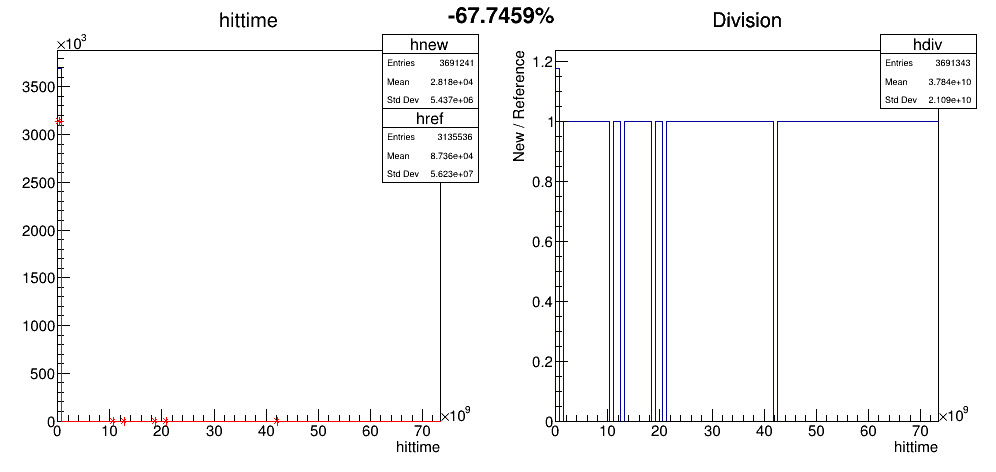 -67.7459%
hittime
×10³
hnew
Entries 3691241
Mean 2.818e+04
Std Dev 5.437e+06
href
Entries 3135536
Mean 8.736e+04
Std Dev 5.623e+07
3500
3000
2500
2000
1500
1000
500
0
0 10 20 30 40 50 60 70 ×10⁹
hittime
Division
hdiv
Entries 3691343
Mean 3.784e+10
Std Dev 2.109e+10
New / Reference
1.2
1
0.8
0.6
0.4
0.2
0
0 10 20 30 40 50 60 70 ×10⁹
hittime